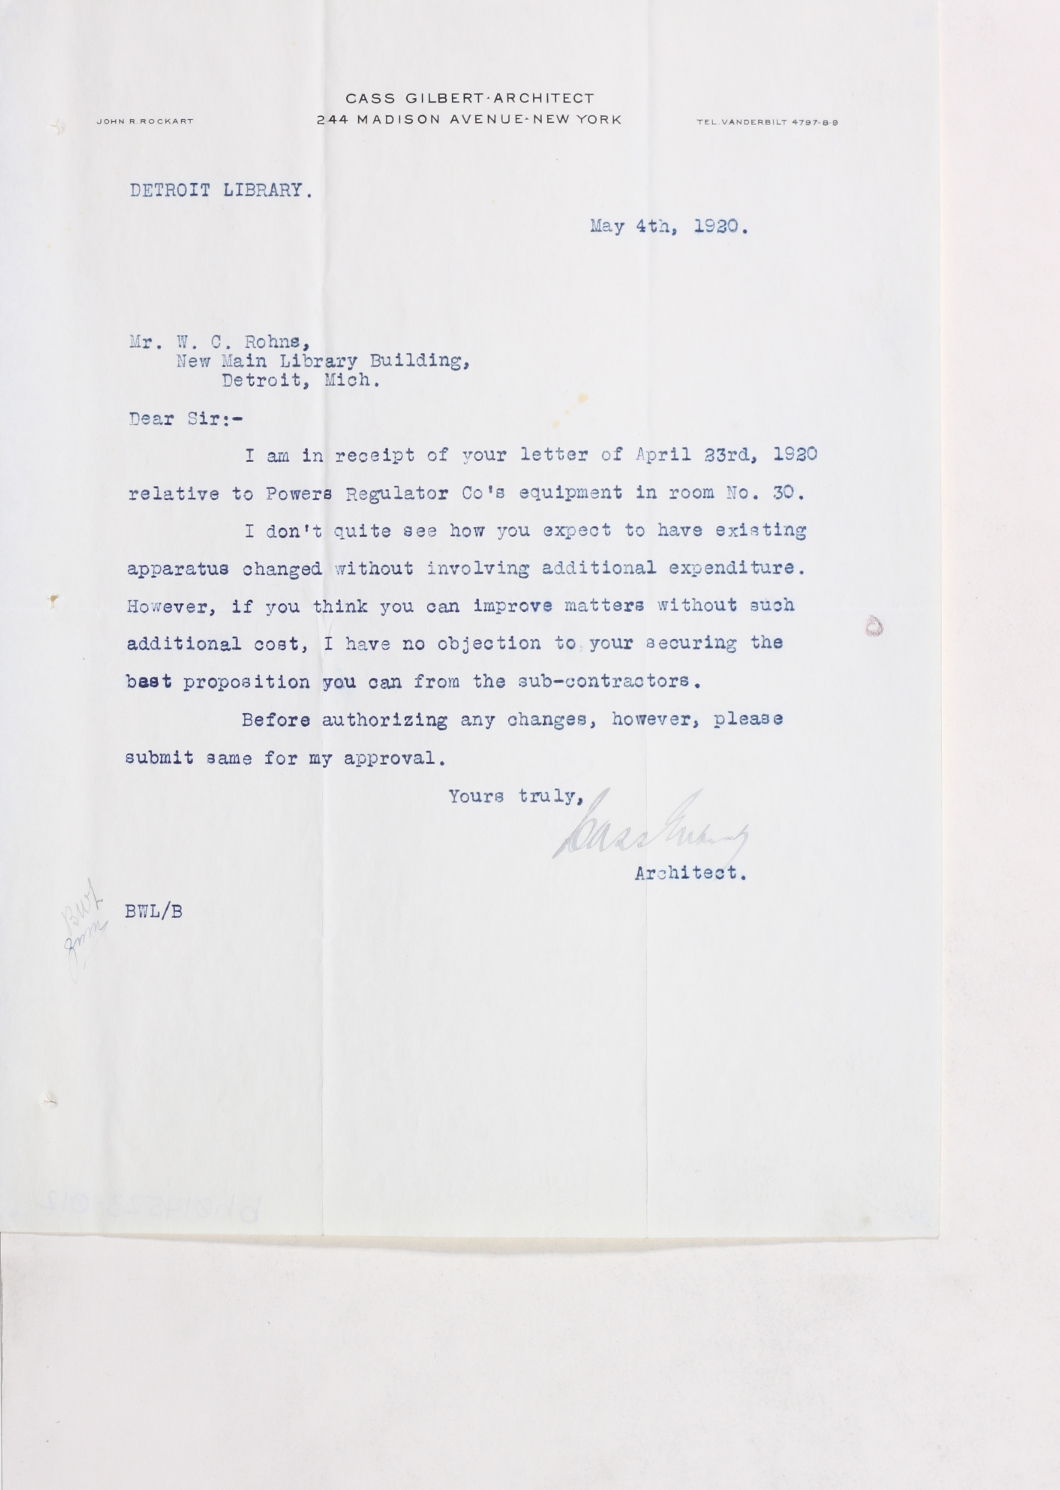 CASS GILBERT·ARCHITECT
JOHN R. ROCKART
244 MADISON AVENUE·NEW YORK
TEL. VANDERBILT 4797-8-9
DETROIT LIBRARY.
May 4th, 1920.
Mr. W. C. Rohns,
New Main Library Building,
Detroit, Mich.
Dear Sir:-
I am in receipt of your letter of April 23rd, 1920
relative to Powers Regulator Co's equipment in room No. 30.
I don't quite see how you expect to have existing
apparatus changed without involving additional expenditure.
However, if you think you can improve matters without such
additional cost, I have no objection to your securing the
best proposition you can from the sub-contractors.
Before authorizing any changes, however, please
submit same for my approval.
Yours truly,
Cass Gilbert
Architect.
BWL
BWL/B